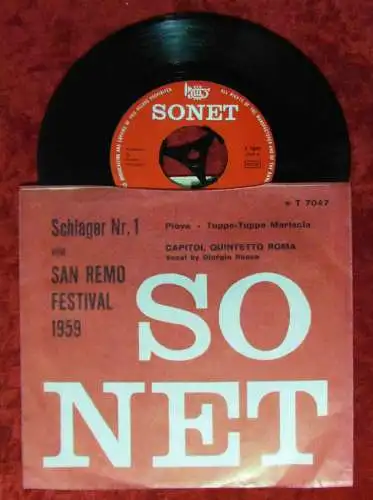 SONET
T 7047
Schlager Nr. 1
vom
SAN REMO
FESTIVAL
1959
Piove - Tuppe-Tuppe Mariscia
CAPITOL QUINTETTO ROMA
Vocal by Giorgio
SO
NET